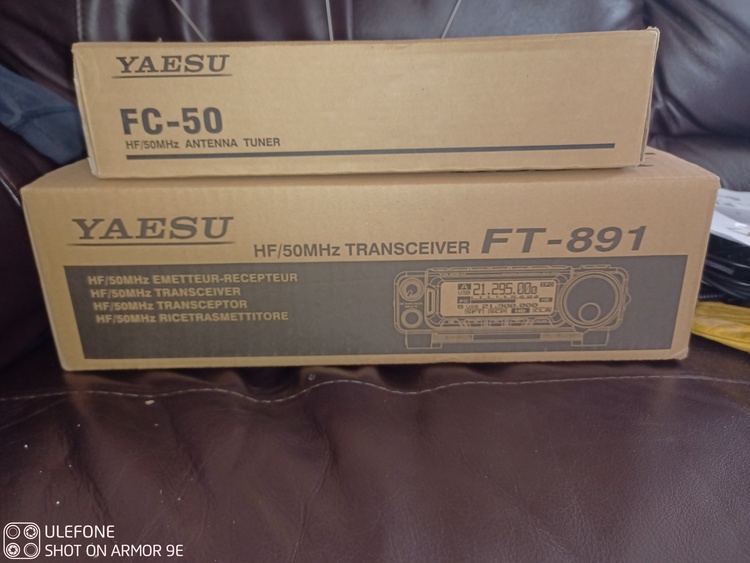 YAESU
FC-50
HF/50MHz ANTENNA TUNER
YAESU
HF/50MHz TRANSCEIVER FT-891
HF/50MHz EMETTEUR-RECEPTEUR
HF/50MHz TRANSCEIVER
HF/50MHz TRANSCEPTOR
HF/50MHz RICETRASMETTITORE
21.295.00
ULEFONE
SHOT ON ARMOR 9E